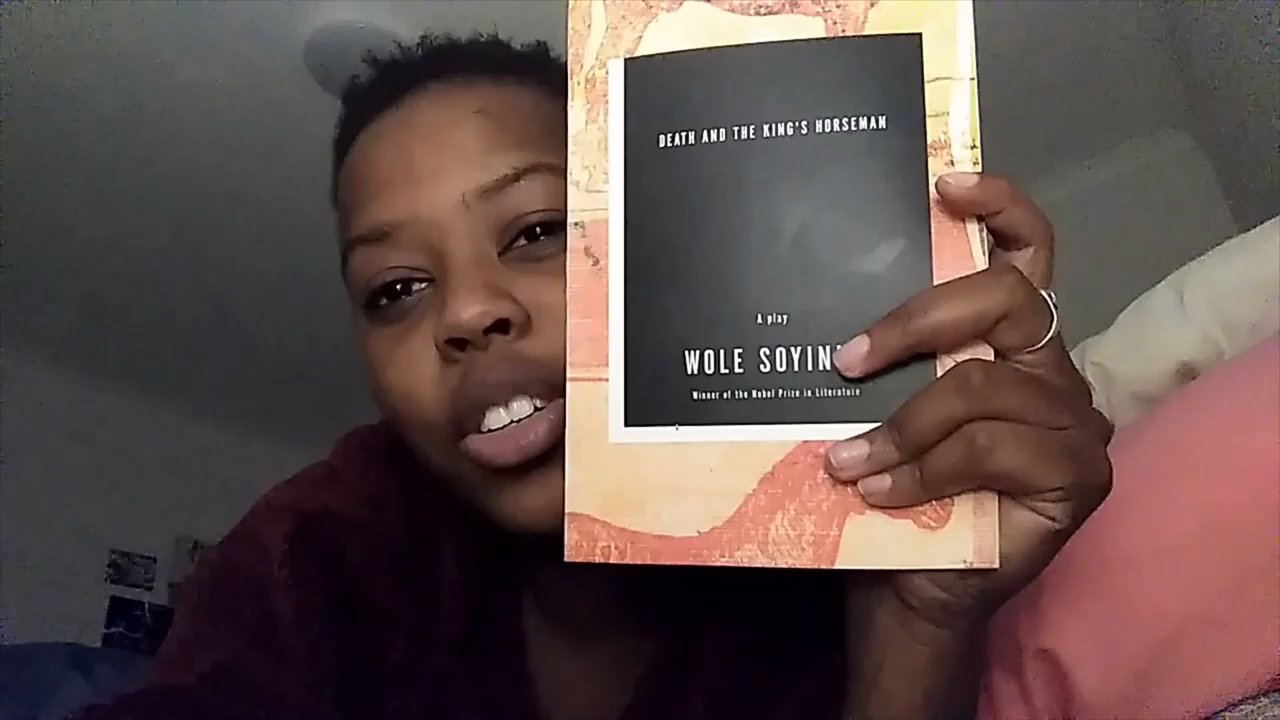 DEATH AND THE KING'S HORSEMAN
A play
WOLE SOYIN
Winner of the Nobel Prize in Literature